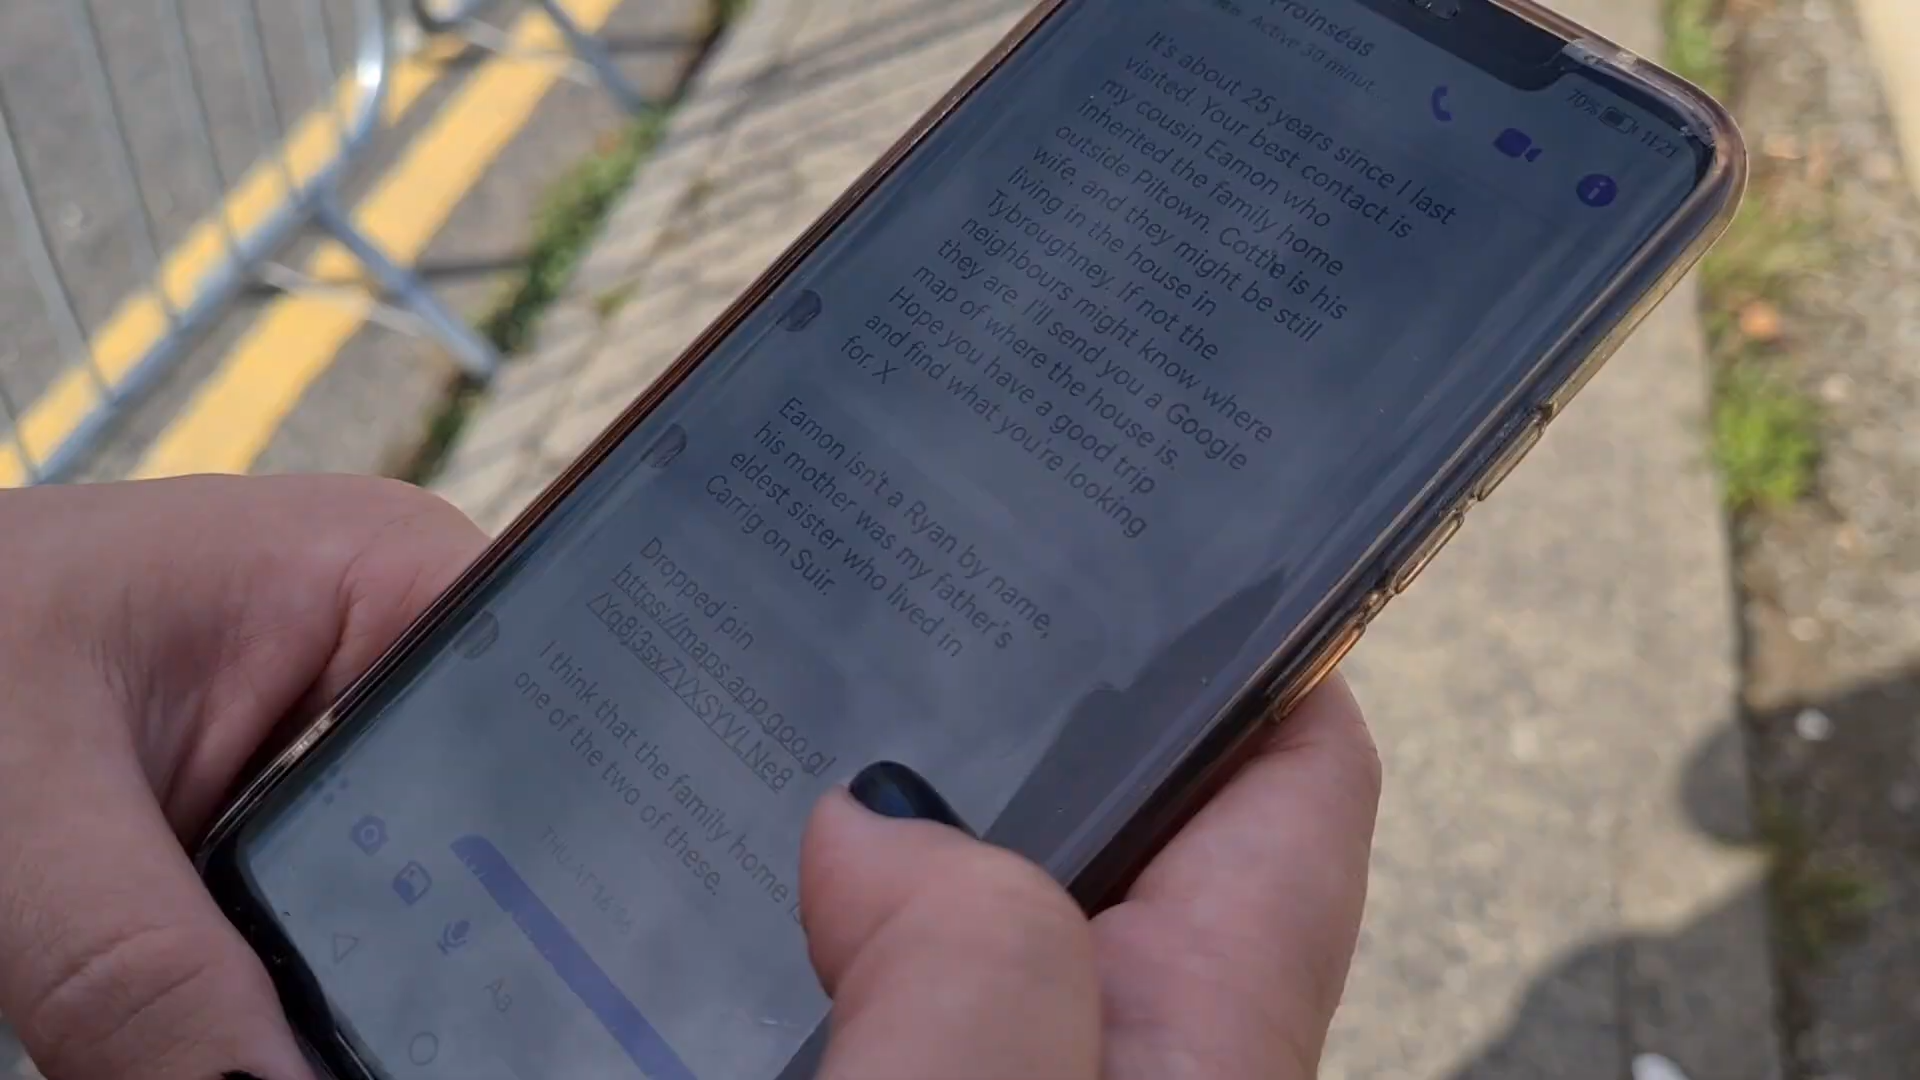 Proinséas
Active 30 minut...
70% 11:21
It's about 25 years since I last
visited. Your best contact is
my cousin Eamon who
inherited the family home
outside Piltown. Cottie is his
wife, and they might be still
living in the house in
Tybroughney. If not the
neighbours might know where
they are. I'll send you a Google
map of where the house is.
Hope you have a good trip
and find what you're looking
for. X
Eamon isn't a Ryan by name,
his mother was my father's
eldest sister who lived in
Carrig on Suir.
Dropped pin
https://maps.app.goo.gl
/Yq8j3sxZVXSYVLNe8
I think that the family home is
one of the two of these.
THU AT
Aa